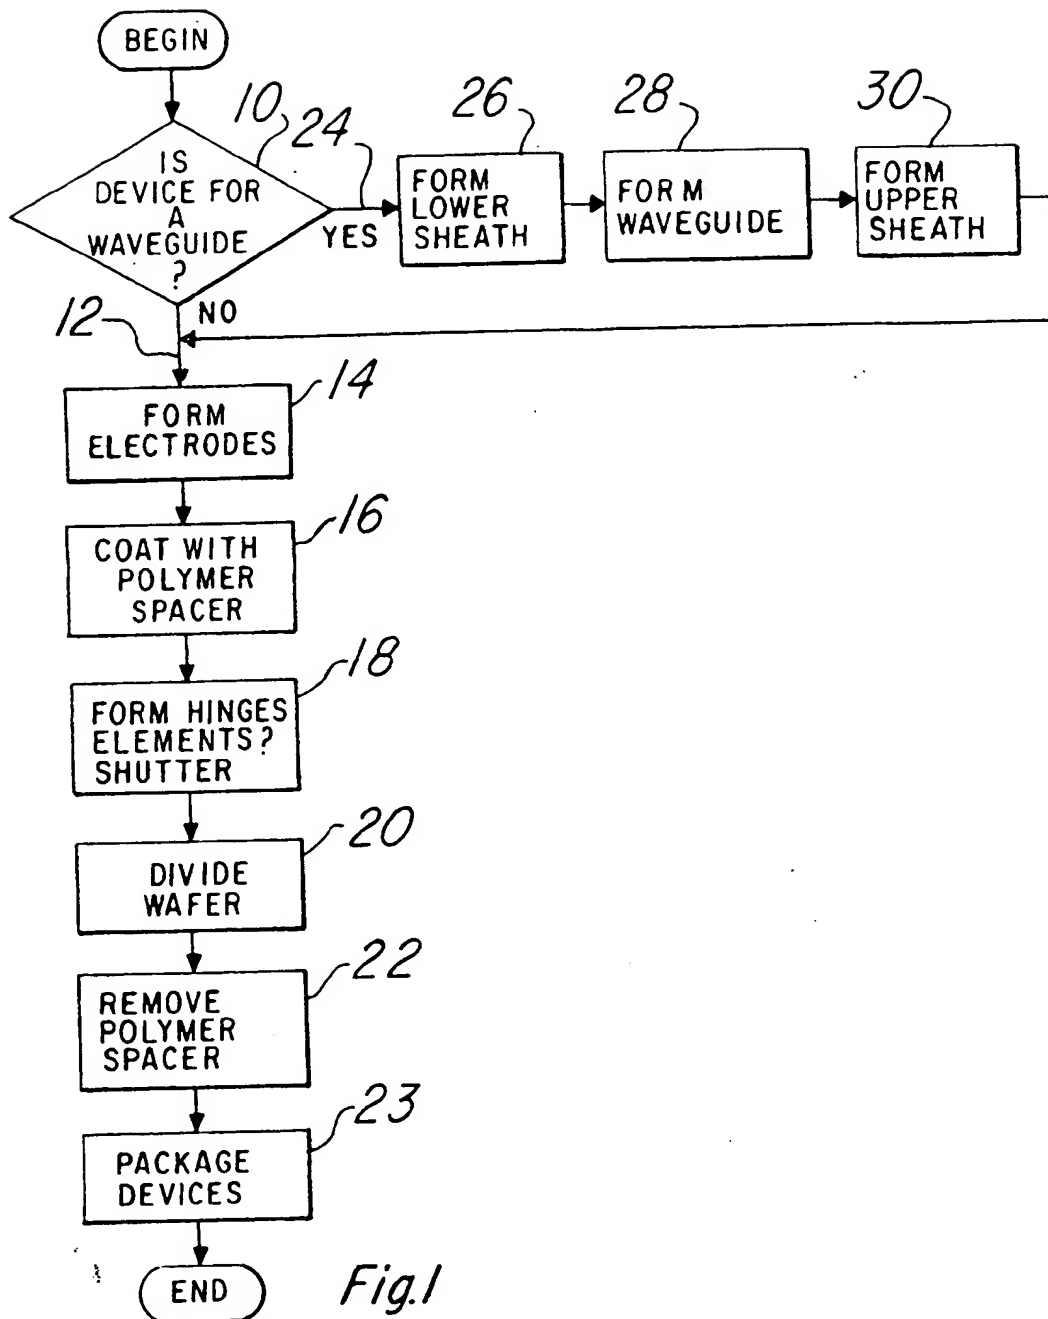 BEGIN
10
IS
DEVICE FOR
A
WAVEGUIDE
?
24
YES
26
FORM
LOWER
SHEATH
28
FORM
WAVEGUIDE
30
FORM
UPPER
SHEATH
NO
12
14
FORM
ELECTRODES
16
COAT WITH
POLYMER
SPACER
18
FORM HINGES
ELEMENTS?
SHUTTER
20
DIVIDE
WAFER
22
REMOVE
POLYMER
SPACER
23
PACKAGE
DEVICES
END
Fig.1